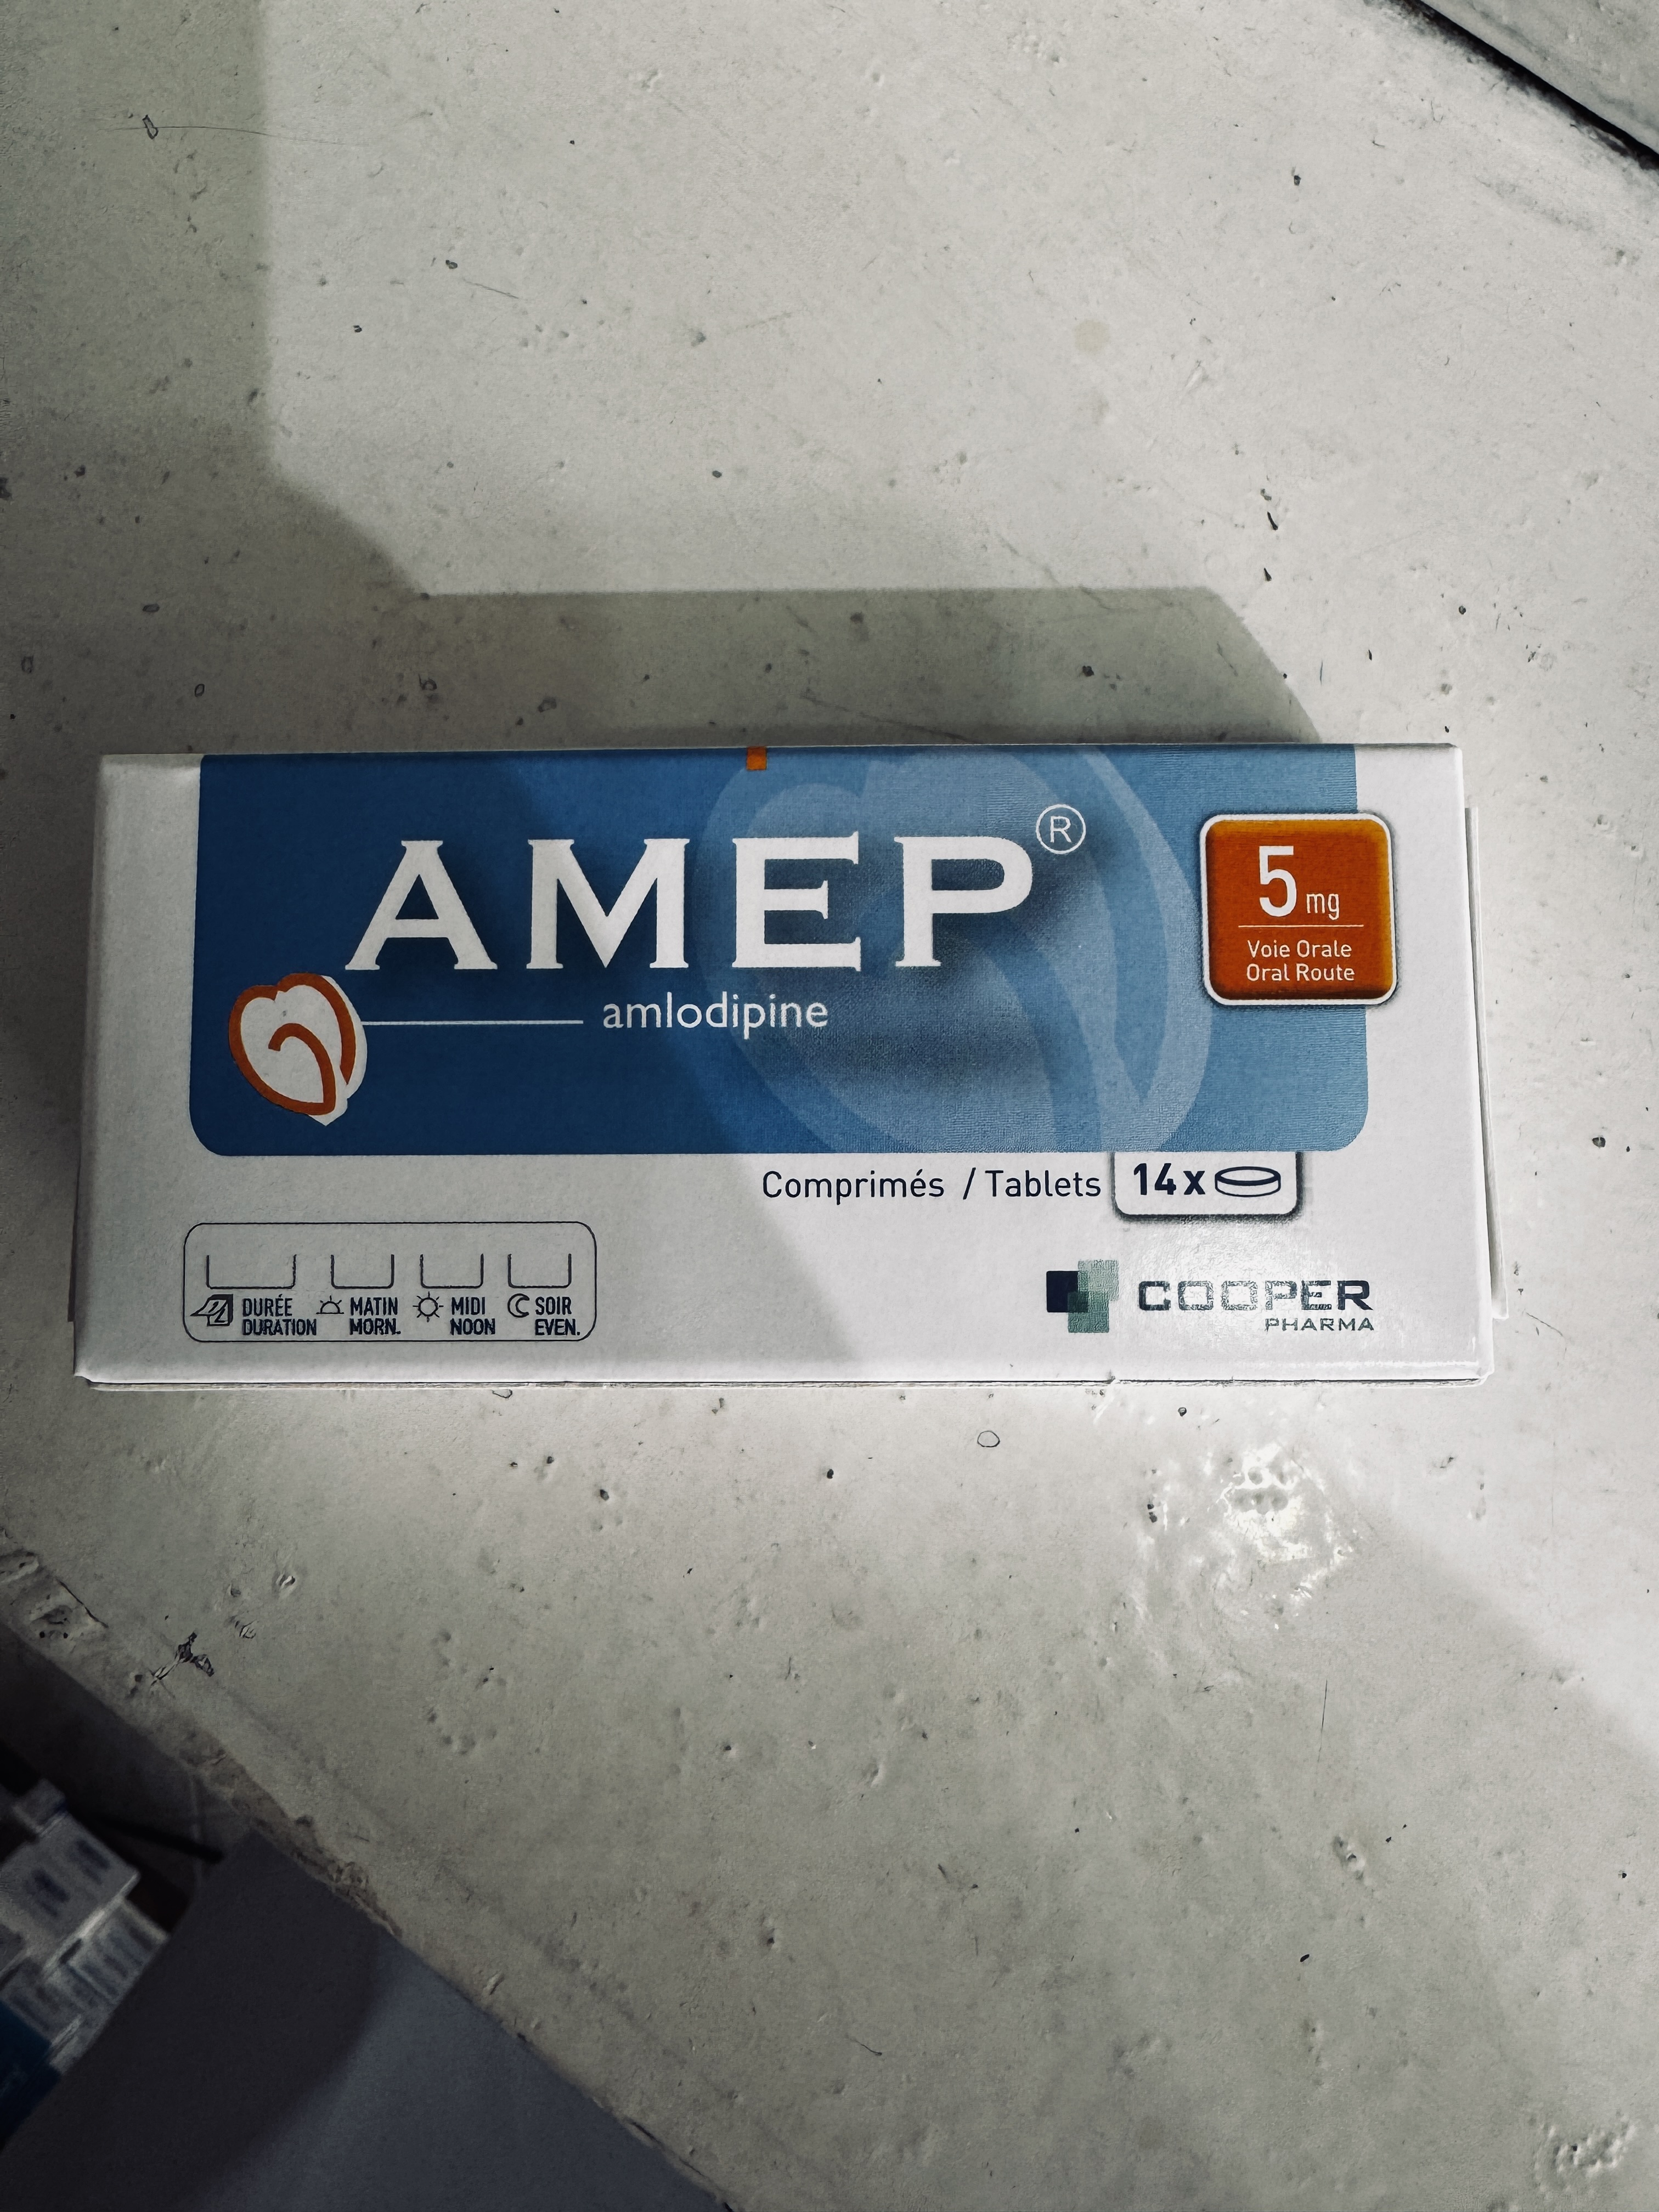 AMEP®
amlodipine
5 mg
Voie Orale
Oral Route
Comprimés / Tablets 14x
DURÉE
DURATION
MATIN
MORN.
MIDI
NOON
SOIR
EVEN.
COOPER
PHARMA